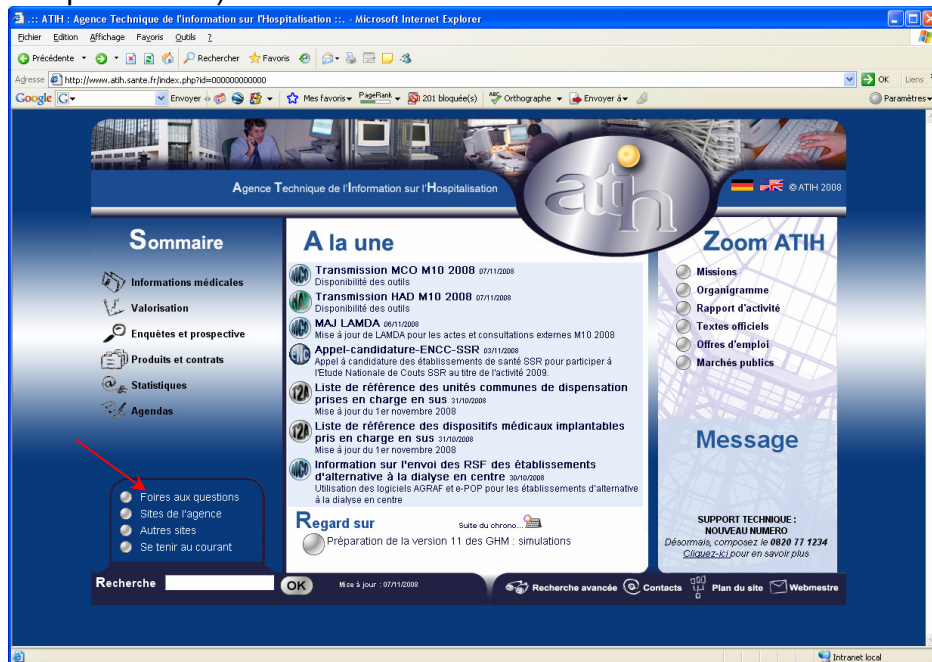 .:: ATIH : Agence Technique de l'information sur l'Hospitalisation ::. - Microsoft Internet Explorer
Fichier Edition Affichage Favoris Outils ?
Précédente Rechercher Favoris
Adresse http://www.atih.sante.fr/index.php?id=000000000000 OK Liens
Google G Envoyer Mes favoris PageRank 201 bloquée(s) ABC Orthographe Envoyer à Paramètres
Agence Technique de l'Information sur l'Hospitalisation
atih
© ATIH 2008
Sommaire
Informations médicales
Valorisation
Enquêtes et prospective
Produits et contrats
Statistiques
Agendas
Foires aux questions
Sites de l'agence
Autres sites
Se tenir au courant
A la une
Transmission MCO M10 2008 07/11/2008
Disponibilité des outils
Transmission HAD M10 2008 07/11/2008
Disponibilité des outils
MAJ LAMDA 06/11/2008
Mise à jour de LAMDA pour les actes et consultations externes M10 2008
Appel-candidature-ENCC-SSR 03/11/2008
Appel à candidature des établissements de santé SSR pour participer à
l'Etude Nationale de Couts SSR au titre de l'activité 2009.
T2A Liste de référence des unités communes de dispensation
prises en charge en sus 31/10/2008
Mise à jour du 1er novembre 2008
T2A Liste de référence des dispositifs médicaux implantables
pris en charge en sus 31/10/2008
Mise à jour du 1er novembre 2008
Information sur l'envoi des RSF des établissements
d'alternative à la dialyse en centre 30/10/2008
Utilisation des logiciels AGRAF et e-POP pour les établissements d'alternative
à la dialyse en centre
Regard sur Suite du chrono...
Préparation de la version 11 des GHM : simulations
Zoom ATIH
Missions
Organigramme
Rapport d'activité
Textes officiels
Offres d'emploi
Marchés publics
Message
SUPPORT TECHNIQUE :
NOUVEAU NUMERO
Désormais, composez le 0820 77 1234
Cliquez-ici pour en savoir plus
Recherche OK Mise à jour : 07/11/2008 Recherche avancée Contacts Plan du site Webmestre
Intranet local